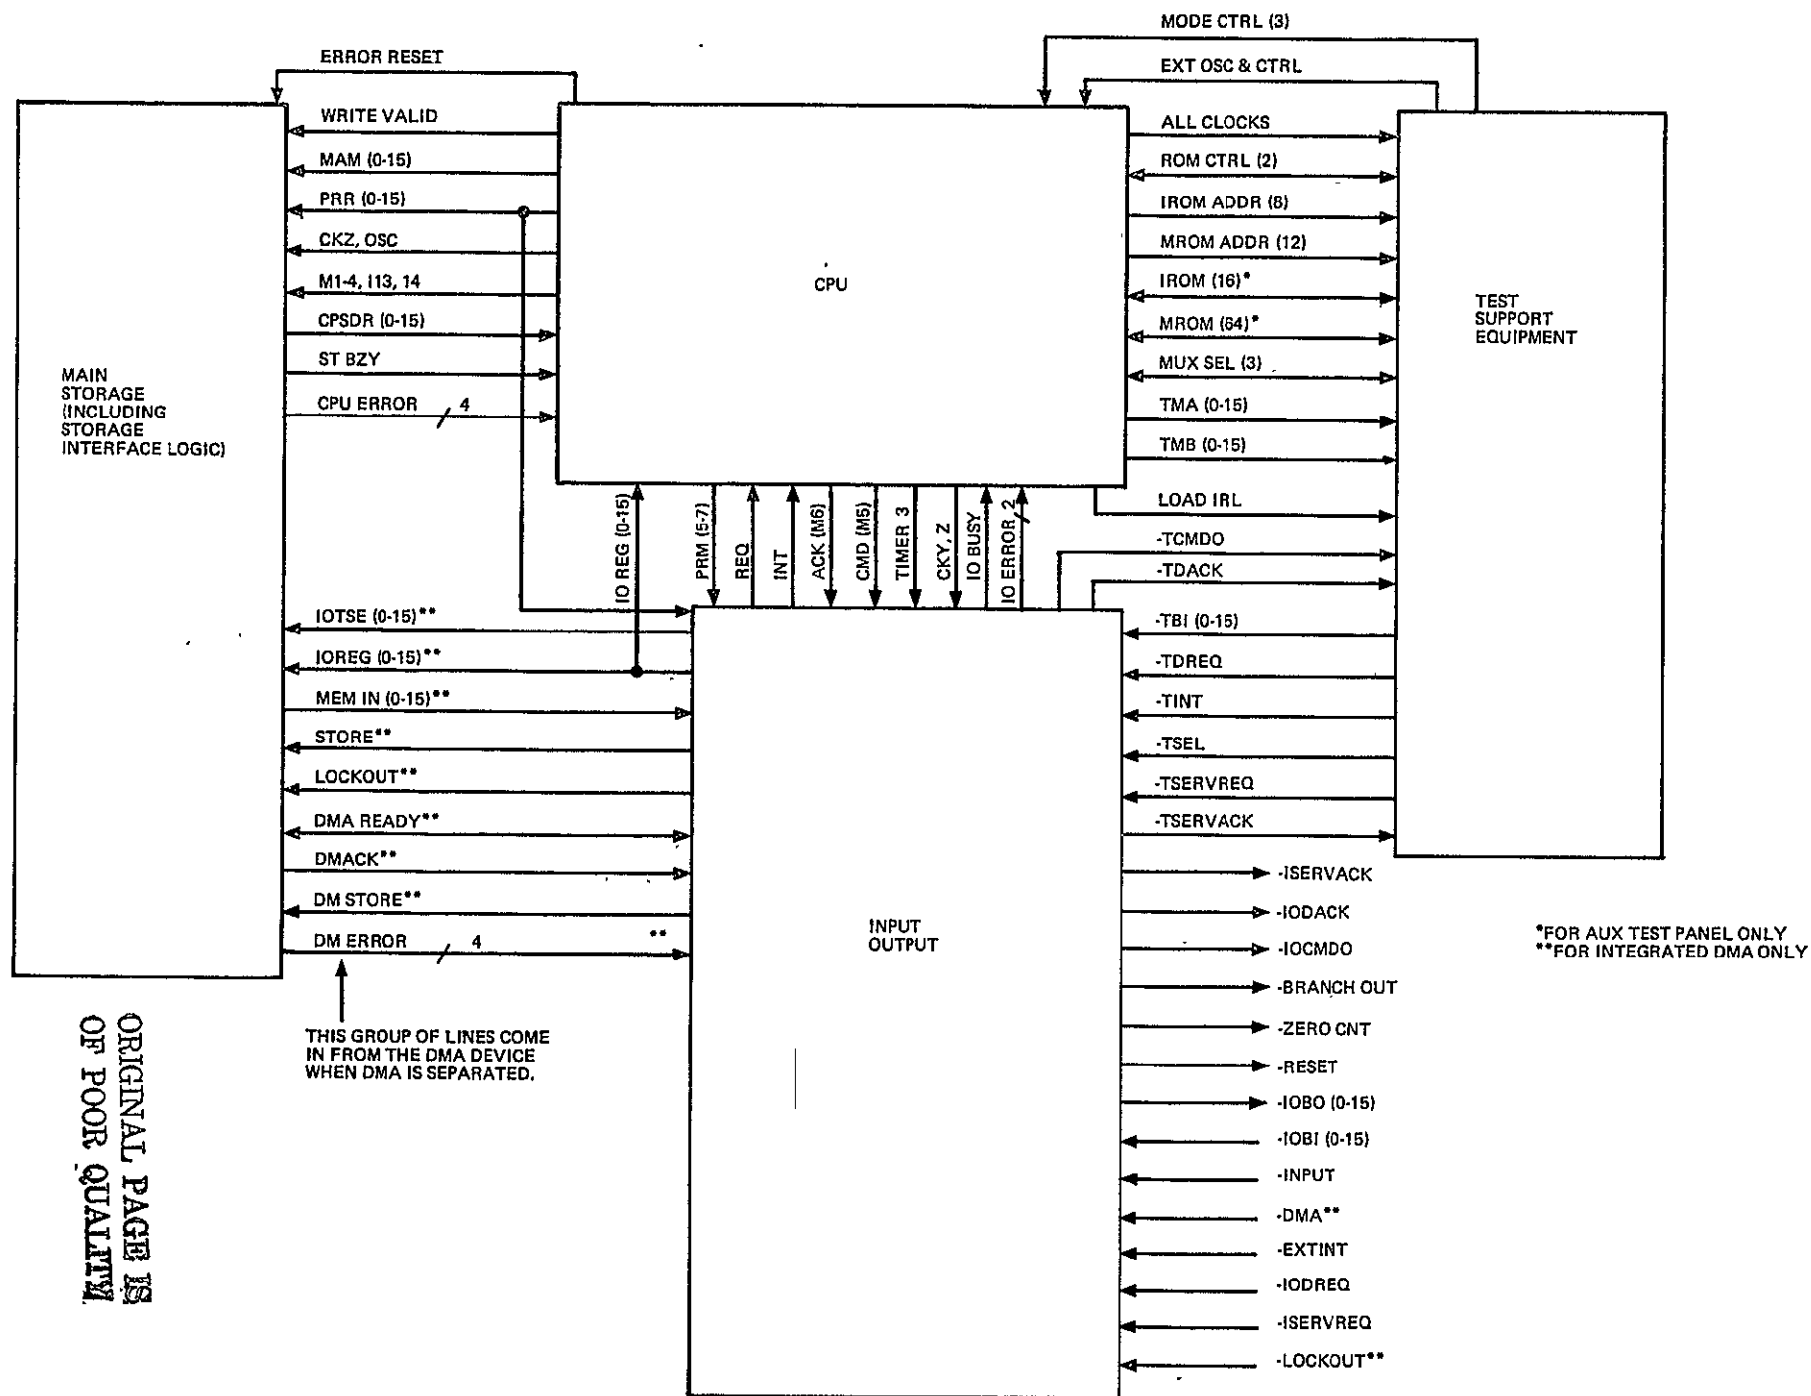 MODE CTRL (3)
ERROR RESET
EXT OSC & CTRL
WRITE VALID
MAM (0-15)
PRR (0-15)
CKZ, OSC
M1-4, I13, 14
CPSDR (0-15)
ST BZY
CPU ERROR 4
MAIN
STORAGE
(INCLUDING
STORAGE
INTERFACE LOGIC)
CPU
ALL CLOCKS
ROM CTRL (2)
IROM ADDR (8)
MROM ADDR (12)
IROM (16)*
MROM (64)*
MUX SEL (3)
TMA (0-15)
TMB (0-15)
LOAD IRL
-TCMDO
-TDACK
-TBI (0-15)
-TDREQ
-TINT
-TSEL
-TSERVREQ
-TSERVACK
TEST
SUPPORT
EQUIPMENT
IO REG (0-15)
PRM (5-7)
REQ
INT
ACK (M6)
CMD (M5)
TIMER 3
CKY, Z
IO BUSY
IO ERROR 2
IOTSE (0-15)**
IOREG (0-15)**
MEM IN (0-15)**
STORE**
LOCKOUT**
DMA READY**
DMACK**
DM STORE**
DM ERROR 4 **
THIS GROUP OF LINES COME
IN FROM THE DMA DEVICE
WHEN DMA IS SEPARATED.
INPUT
OUTPUT
-ISERVACK
-IODACK
-IOCMDO
-BRANCH OUT
-ZERO CNT
-RESET
-IOBO (0-15)
-IOBI (0-15)
-INPUT
-DMA**
-EXTINT
-IODREQ
-ISERVREQ
-LOCKOUT**
*FOR AUX TEST PANEL ONLY
**FOR INTEGRATED DMA ONLY
ORIGINAL PAGE IS
OF POOR QUALITY